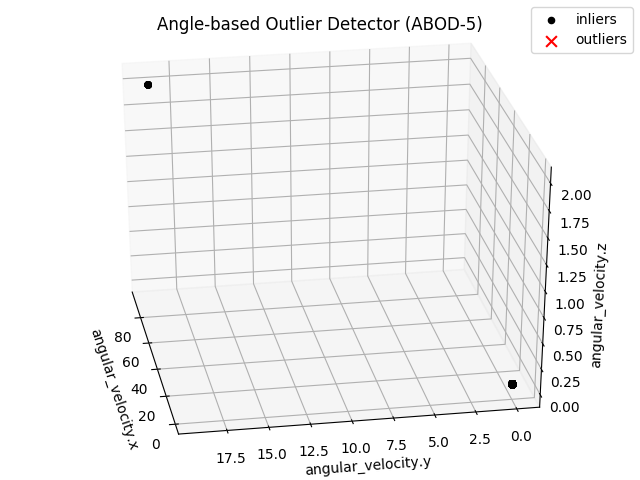 Angle-based Outlier Detector (ABOD-5)
inliers
outliers
2.00
1.75
1.50
1.25
1.00
0.75
0.50
0.25
0.00
angular_velocity.z
80
60
40
20
0
angular_velocity.x
17.5 15.0 12.5 10.0 7.5 5.0 2.5 0.0
angular_velocity.y